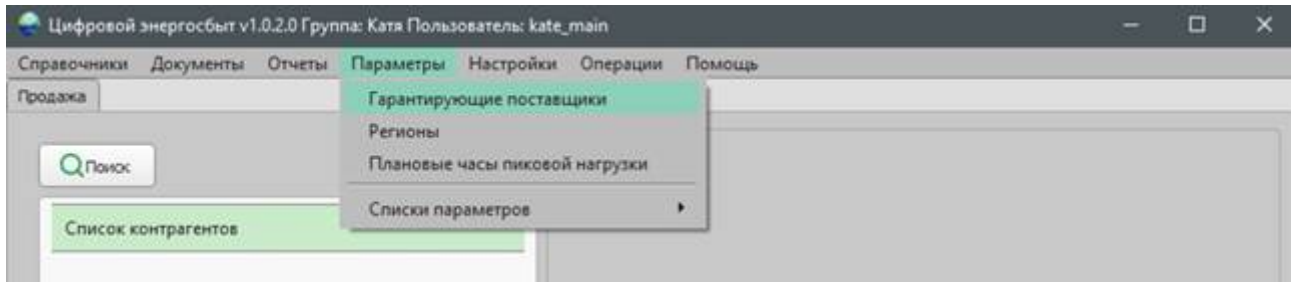 Цифровой энергосбыт v1.0.2.0 Группа: Катя Пользователь: kate_main
Справочники Документы Отчеты Параметры Настройки Операции Помощь
Продажа
Гарантирующие поставщики
Регионы
Поиск
Плановые часы пиковой нагрузки
Списки параметров
Список контрагентов